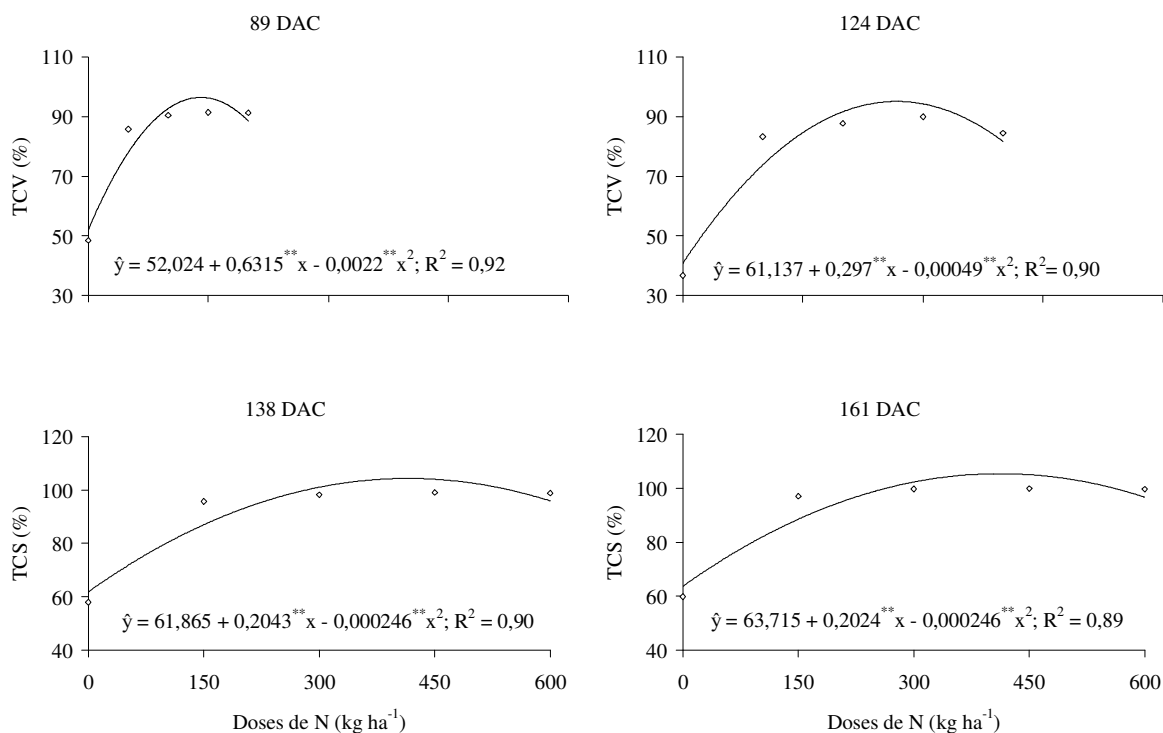 89 DAC
110
90
70
50
30
TCV (%)
ŷ = 52,024 + 0,6315**x - 0,0022**x²; R² = 0,92
124 DAC
110
90
70
50
30
TCV (%)
ŷ = 61,137 + 0,297**x - 0,00049**x²; R²= 0,90
138 DAC
120
100
80
60
40
TCS (%)
ŷ = 61,865 + 0,2043**x - 0,000246**x²; R² = 0,90
0 150 300 450 600
Doses de N (kg ha⁻¹)
161 DAC
120
100
80
60
40
TCS (%)
ŷ = 63,715 + 0,2024**x - 0,000246**x²; R² = 0,89
0 150 300 450 600
Doses de N (kg ha⁻¹)